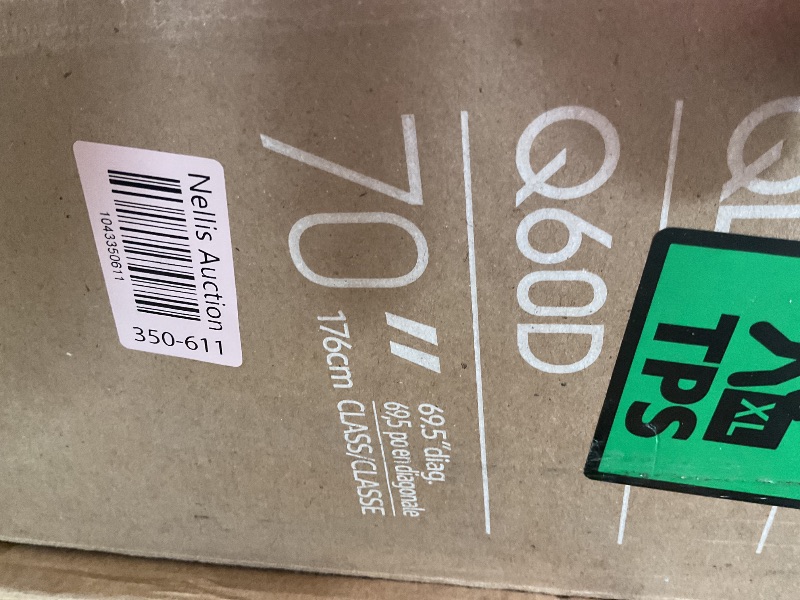 Q60D
70"
69.5" diag.
69,5 po en diagonale
176cm CLASS/CLASSE
Nellis Auction
350-611
1043350611
XL
TPS